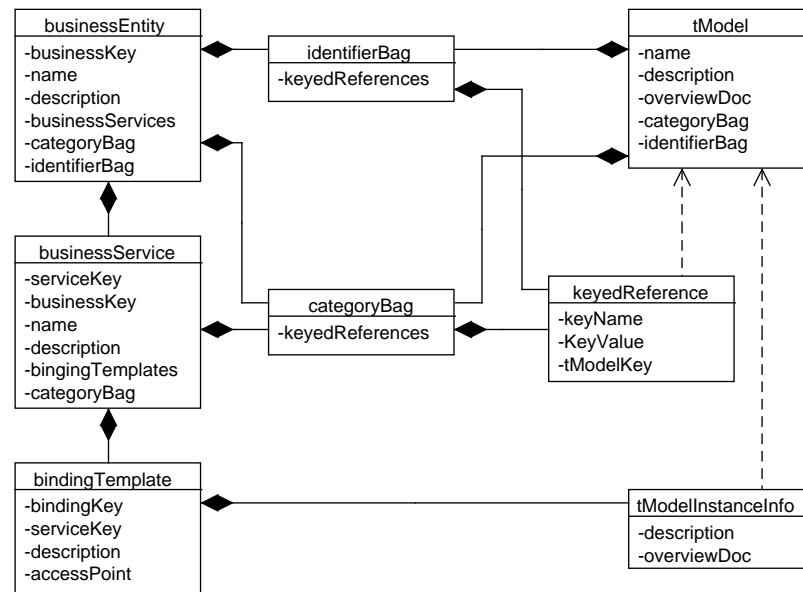 businessEntity
-businessKey
-name
-description
-businessServices
-categoryBag
-identifierBag
identifierBag
-keyedReferences
tModel
-name
-description
-overviewDoc
-categoryBag
-identifierBag
businessService
-serviceKey
-businessKey
-name
-description
-bingingTemplates
-categoryBag
categoryBag
-keyedReferences
keyedReference
-keyName
-KeyValue
-tModelKey
bindingTemplate
-bindingKey
-serviceKey
-description
-accessPoint
tModelInstanceInfo
-description
-overviewDoc